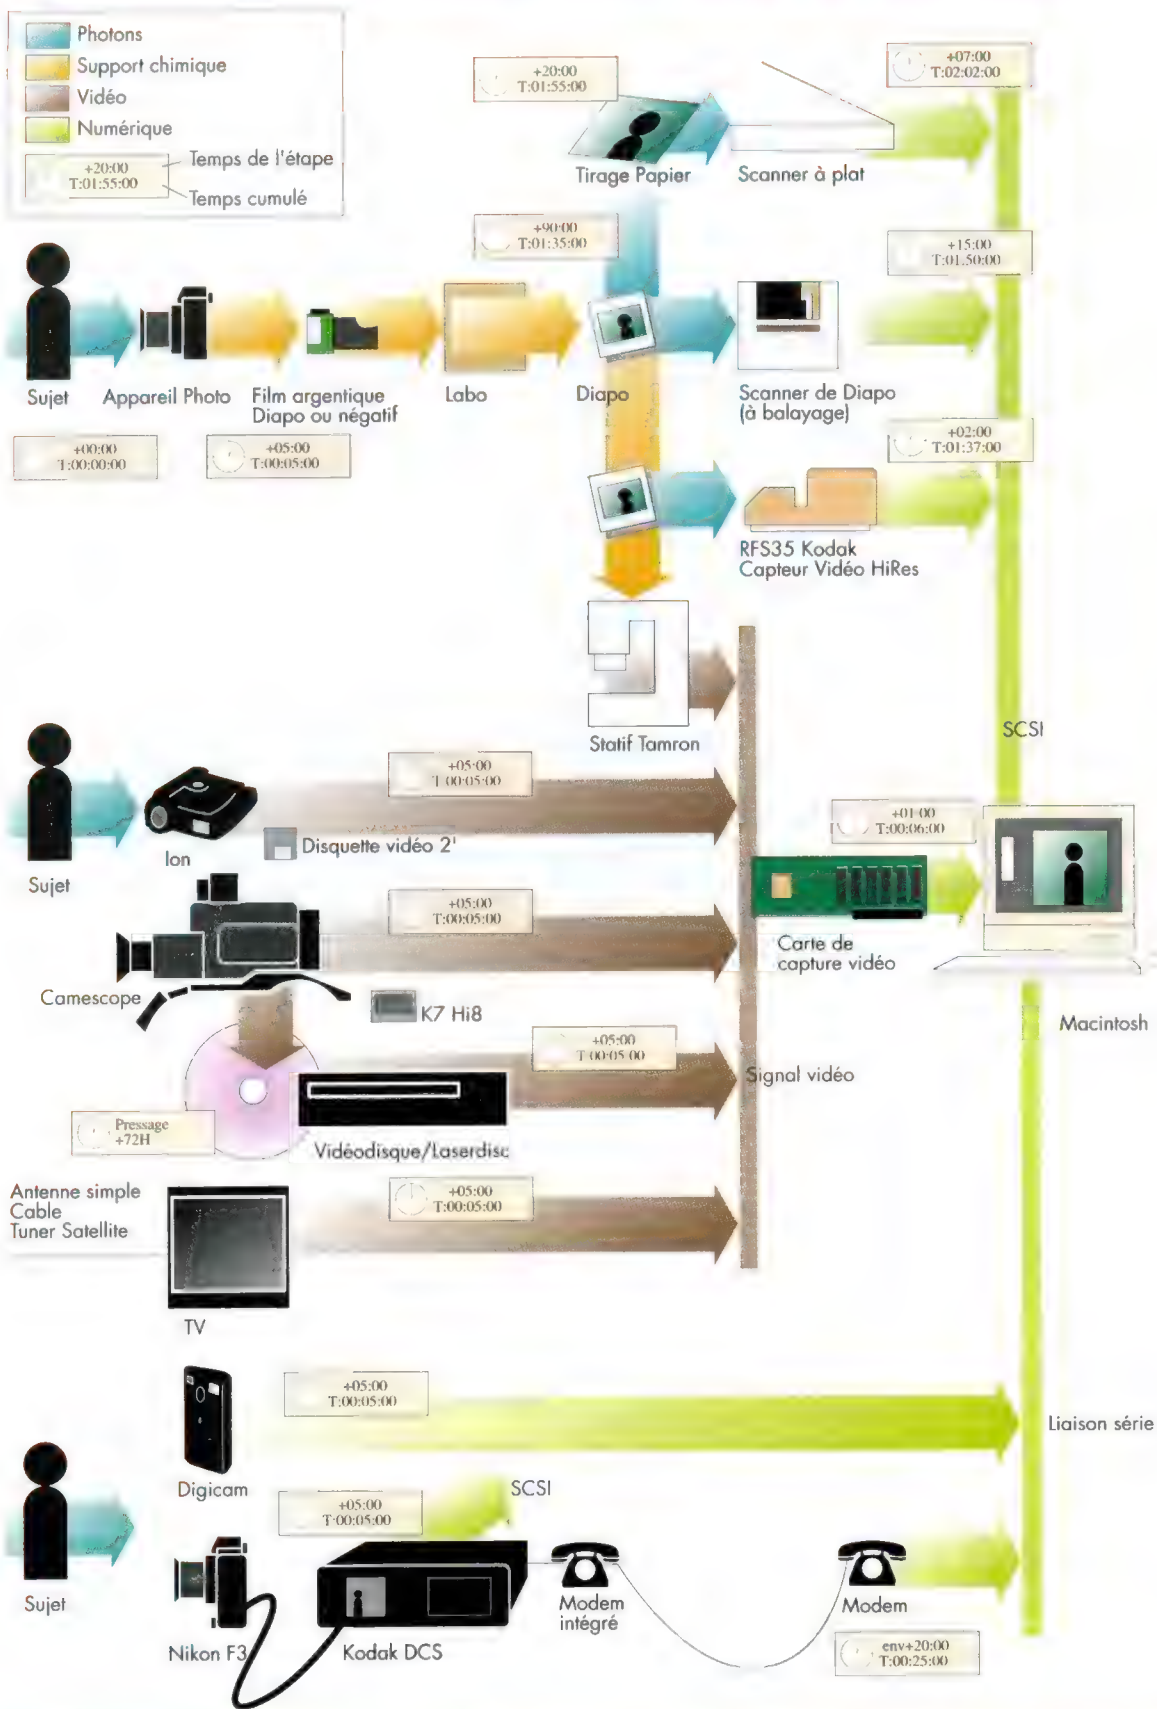 Photons
Support chimique
Vidéo
Numérique
+20:00
T:01:55:00
Temps de l'étape
Temps cumulé
+20:00
T:01:55:00
+07:00
T:02:02:00
Tirage Papier
Scanner à plat
+90:00
T:01:35:00
+15:00
T:01.50:00
Sujet
Appareil Photo
Film argentique
Diapo ou négatif
Labo
Diapo
Scanner de Diapo
(à balayage)
+00:00
T:00:00:00
+05:00
T:00:05:00
+02:00
T:01:37:00
RFS35 Kodak
Capteur Vidéo HiRes
Statif Tamron
SCSI
+05:00
T:00:05:00
Ion
Disquette vidéo 2'
Sujet
+01:00
T:00:06:00
+05:00
T:00:05:00
Carte de
capture vidéo
Camescope
K7 Hi8
Macintosh
+05:00
T:00:05:00
Signal vidéo
Pressage
+72H
Vidéodisque/Laserdisc
Antenne simple
Cable
Tuner Satellite
+05:00
T:00:05:00
TV
+05:00
T:00:05:00
Liaison série
Digicam
SCSI
+05:00
T:00:05:00
Sujet
Nikon F3
Kodak DCS
Modem
intégré
Modem
env+20:00
T:00:25:00